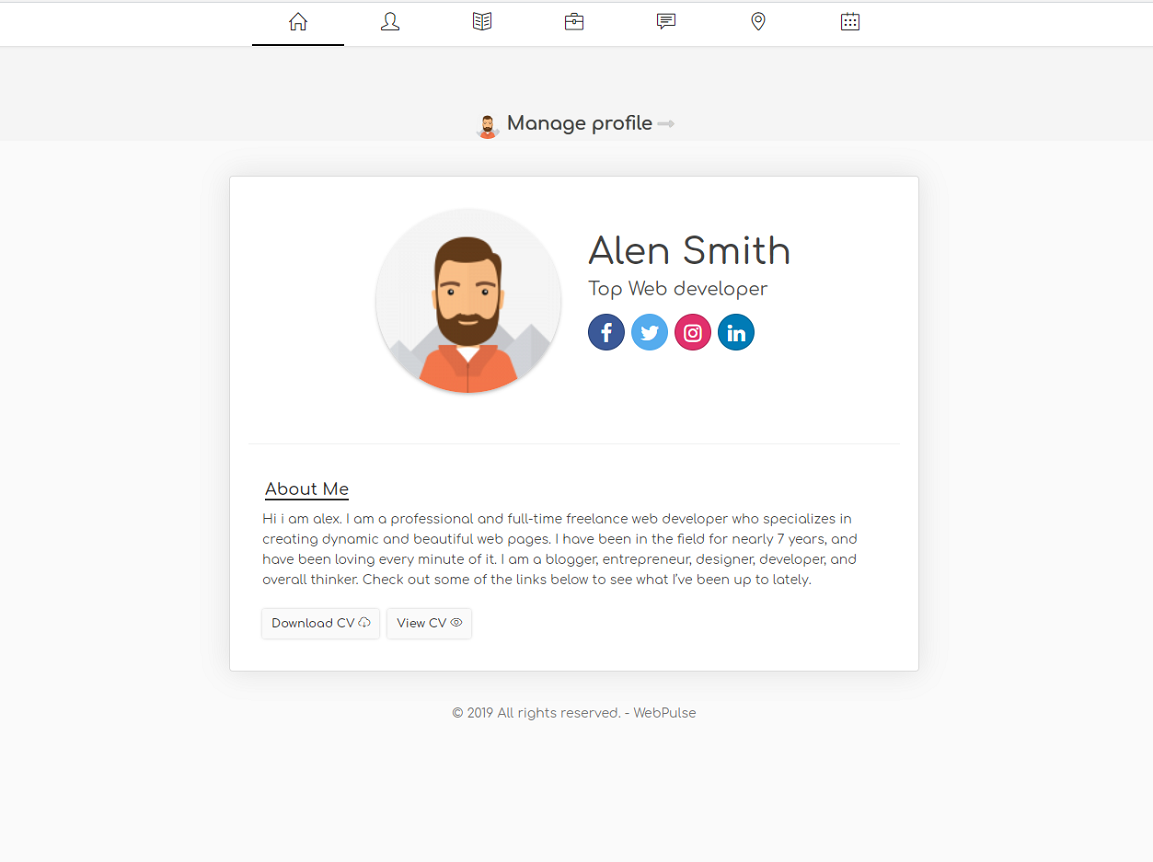 Manage profile
Alen Smith
Top Web developer
About Me
Hi i am alex. I am a professional and full-time freelance web developer who specializes in
creating dynamic and beautiful web pages. I have been in the field for nearly 7 years, and
have been loving every minute of it. I am a blogger, entrepreneur, designer, developer, and
overall thinker. Check out some of the links below to see what I've been up to lately.
Download CV
View CV
© 2019 All rights reserved. - WebPulse